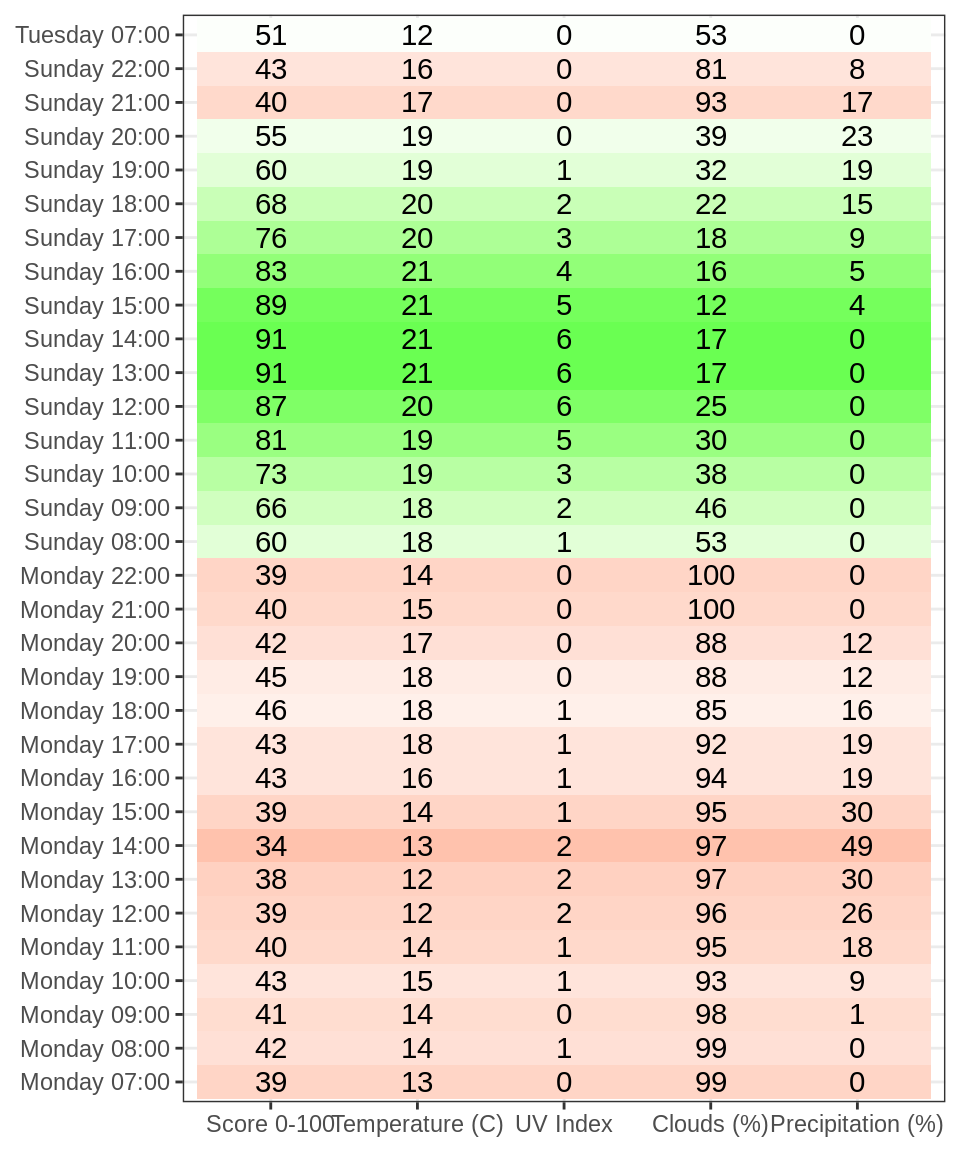 Tuesday 07:00 51 12 0 53 0
Sunday 22:00 43 16 0 81 8
Sunday 21:00 40 17 0 93 17
Sunday 20:00 55 19 0 39 23
Sunday 19:00 60 19 1 32 19
Sunday 18:00 68 20 2 22 15
Sunday 17:00 76 20 3 18 9
Sunday 16:00 83 21 4 16 5
Sunday 15:00 89 21 5 12 4
Sunday 14:00 91 21 6 17 0
Sunday 13:00 91 21 6 17 0
Sunday 12:00 87 20 6 25 0
Sunday 11:00 81 19 5 30 0
Sunday 10:00 73 19 3 38 0
Sunday 09:00 66 18 2 46 0
Sunday 08:00 60 18 1 53 0
Monday 22:00 39 14 0 100 0
Monday 21:00 40 15 0 100 0
Monday 20:00 42 17 0 88 12
Monday 19:00 45 18 0 88 12
Monday 18:00 46 18 1 85 16
Monday 17:00 43 18 1 92 19
Monday 16:00 43 16 1 94 19
Monday 15:00 39 14 1 95 30
Monday 14:00 34 13 2 97 49
Monday 13:00 38 12 2 97 30
Monday 12:00 39 12 2 96 26
Monday 11:00 40 14 1 95 18
Monday 10:00 43 15 1 93 9
Monday 09:00 41 14 0 98 1
Monday 08:00 42 14 1 99 0
Monday 07:00 39 13 0 99 0
Score 0-100 Temperature (C) UV Index Clouds (%) Precipitation (%)